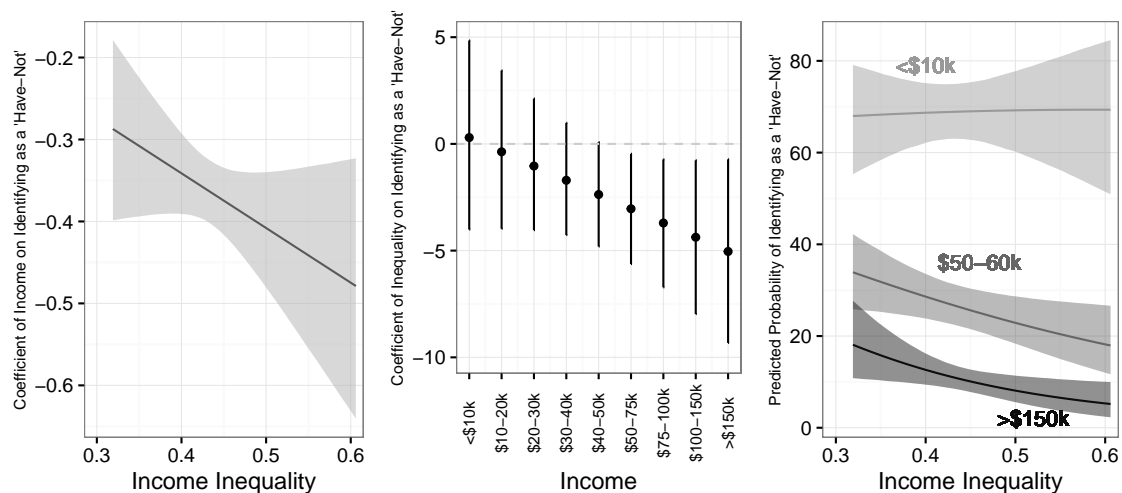 Coefficient of Income on Identifying as a 'Have−Not'
−0.2
−0.3
−0.4
−0.5
−0.6
0.3 0.4 0.5 0.6
Income Inequality
Coefficient of Inequality on Identifying as a 'Have−Not'
5
0
−5
−10
<$10k
$10−20k
$20−30k
$30−40k
$40−50k
$50−75k
$75−100k
$100−150k
>$150k
Income
Predicted Probability of Identifying as a 'Have−Not'
80
60
40
20
0
<$10k
$50−60k
>$150k
0.3 0.4 0.5 0.6
Income Inequality